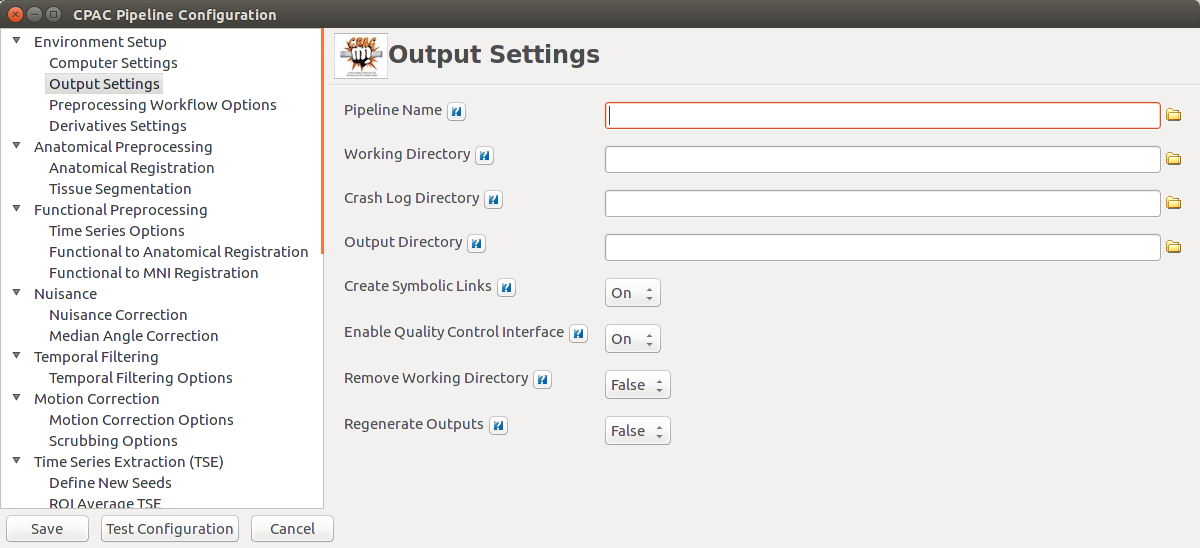 CPAC Pipeline Configuration
Environment Setup
Computer Settings
Output Settings
Preprocessing Workflow Options
Derivatives Settings
Anatomical Preprocessing
Anatomical Registration
Tissue Segmentation
Functional Preprocessing
Time Series Options
Functional to Anatomical Registration
Functional to MNI Registration
Nuisance
Nuisance Correction
Median Angle Correction
Temporal Filtering
Temporal Filtering Options
Motion Correction
Motion Correction Options
Scrubbing Options
Time Series Extraction (TSE)
Define New Seeds
ROI Average TSE
Save
Test Configuration
Cancel
CPAC
Output Settings
Pipeline Name ?
Working Directory ?
Crash Log Directory ?
Output Directory ?
Create Symbolic Links ? On
Enable Quality Control Interface ? On
Remove Working Directory ? False
Regenerate Outputs ? False